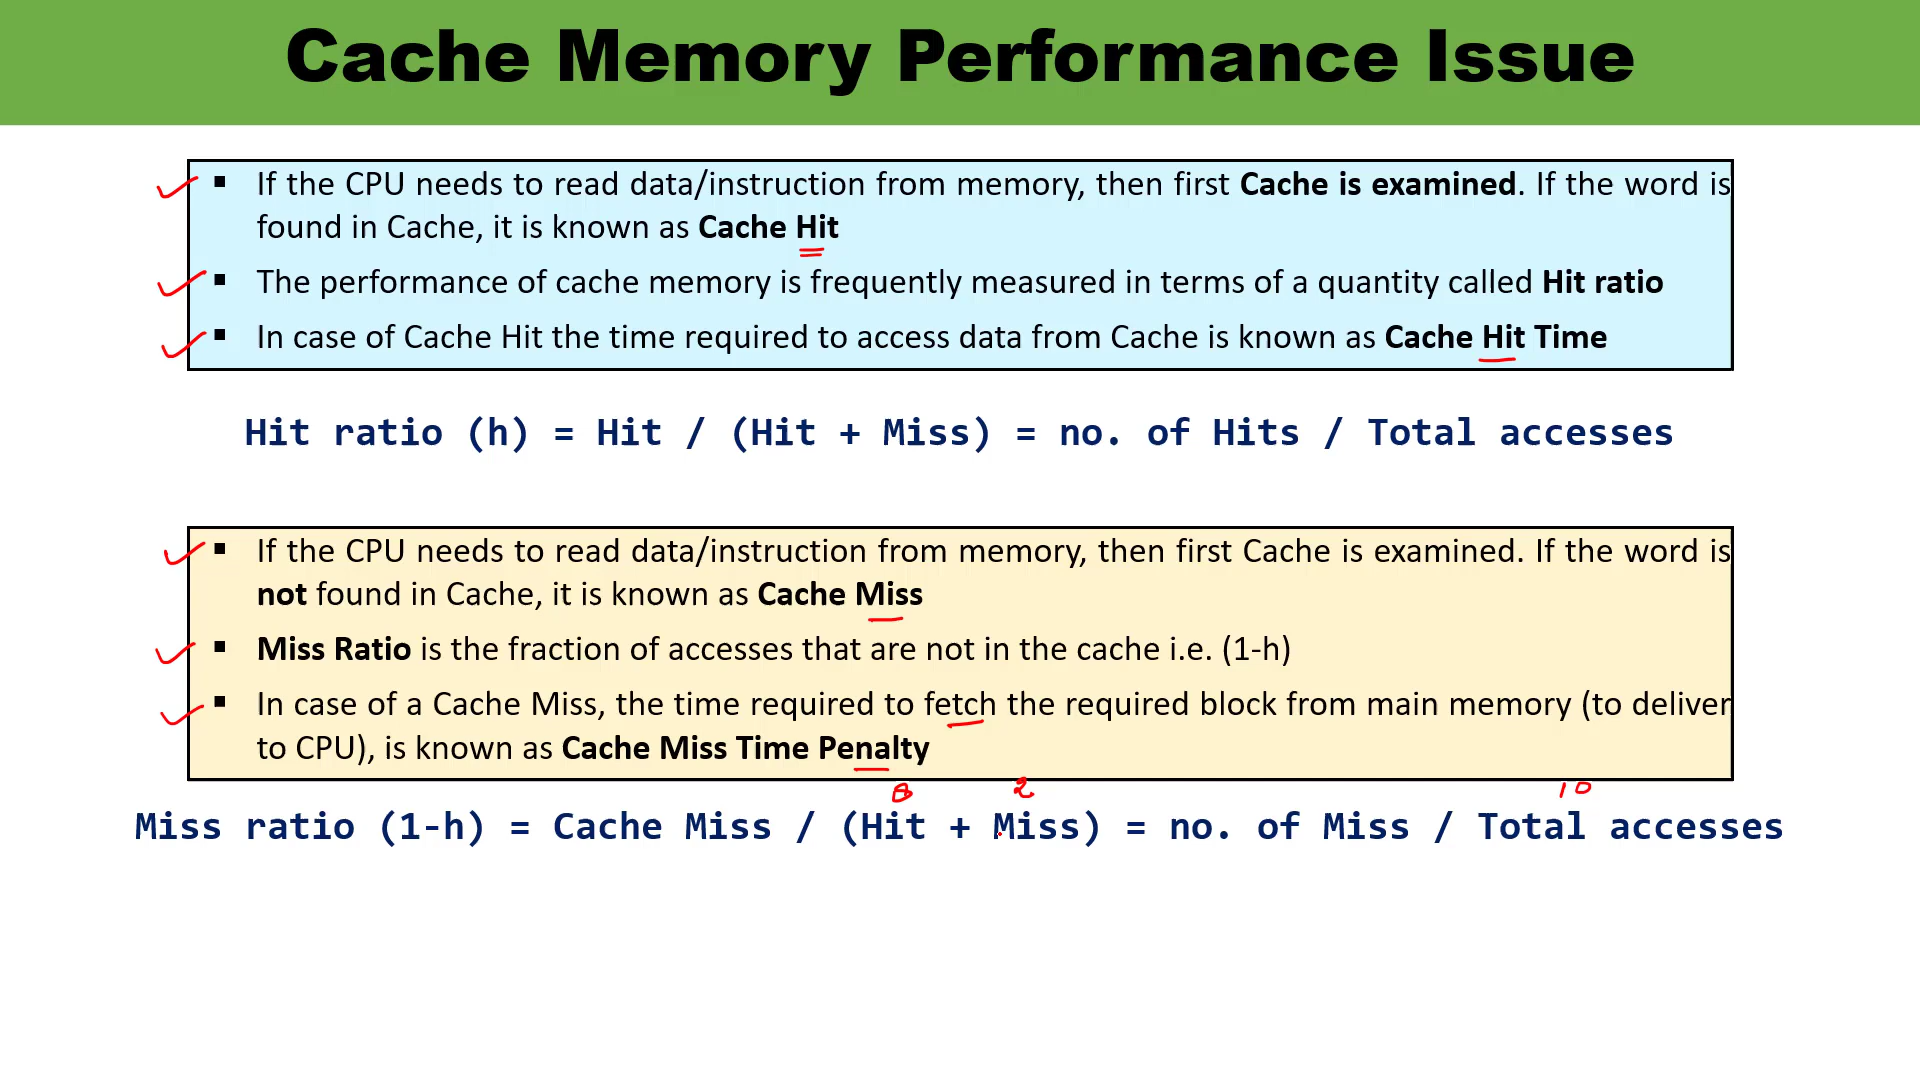 Cache Memory Performance Issue
▪ If the CPU needs to read data/instruction from memory, then first Cache is examined. If the word is
found in Cache, it is known as Cache Hit
▪ The performance of cache memory is frequently measured in terms of a quantity called Hit ratio
▪ In case of Cache Hit the time required to access data from Cache is known as Cache Hit Time
Hit ratio (h) = Hit / (Hit + Miss) = no. of Hits / Total accesses
▪ If the CPU needs to read data/instruction from memory, then first Cache is examined. If the word is
not found in Cache, it is known as Cache Miss
▪ Miss Ratio is the fraction of accesses that are not in the cache i.e. (1-h)
▪ In case of a Cache Miss, the time required to fetch the required block from main memory (to deliver
to CPU), is known as Cache Miss Time Penalty
8 2 10
Miss ratio (1-h) = Cache Miss / (Hit + Miss) = no. of Miss / Total accesses